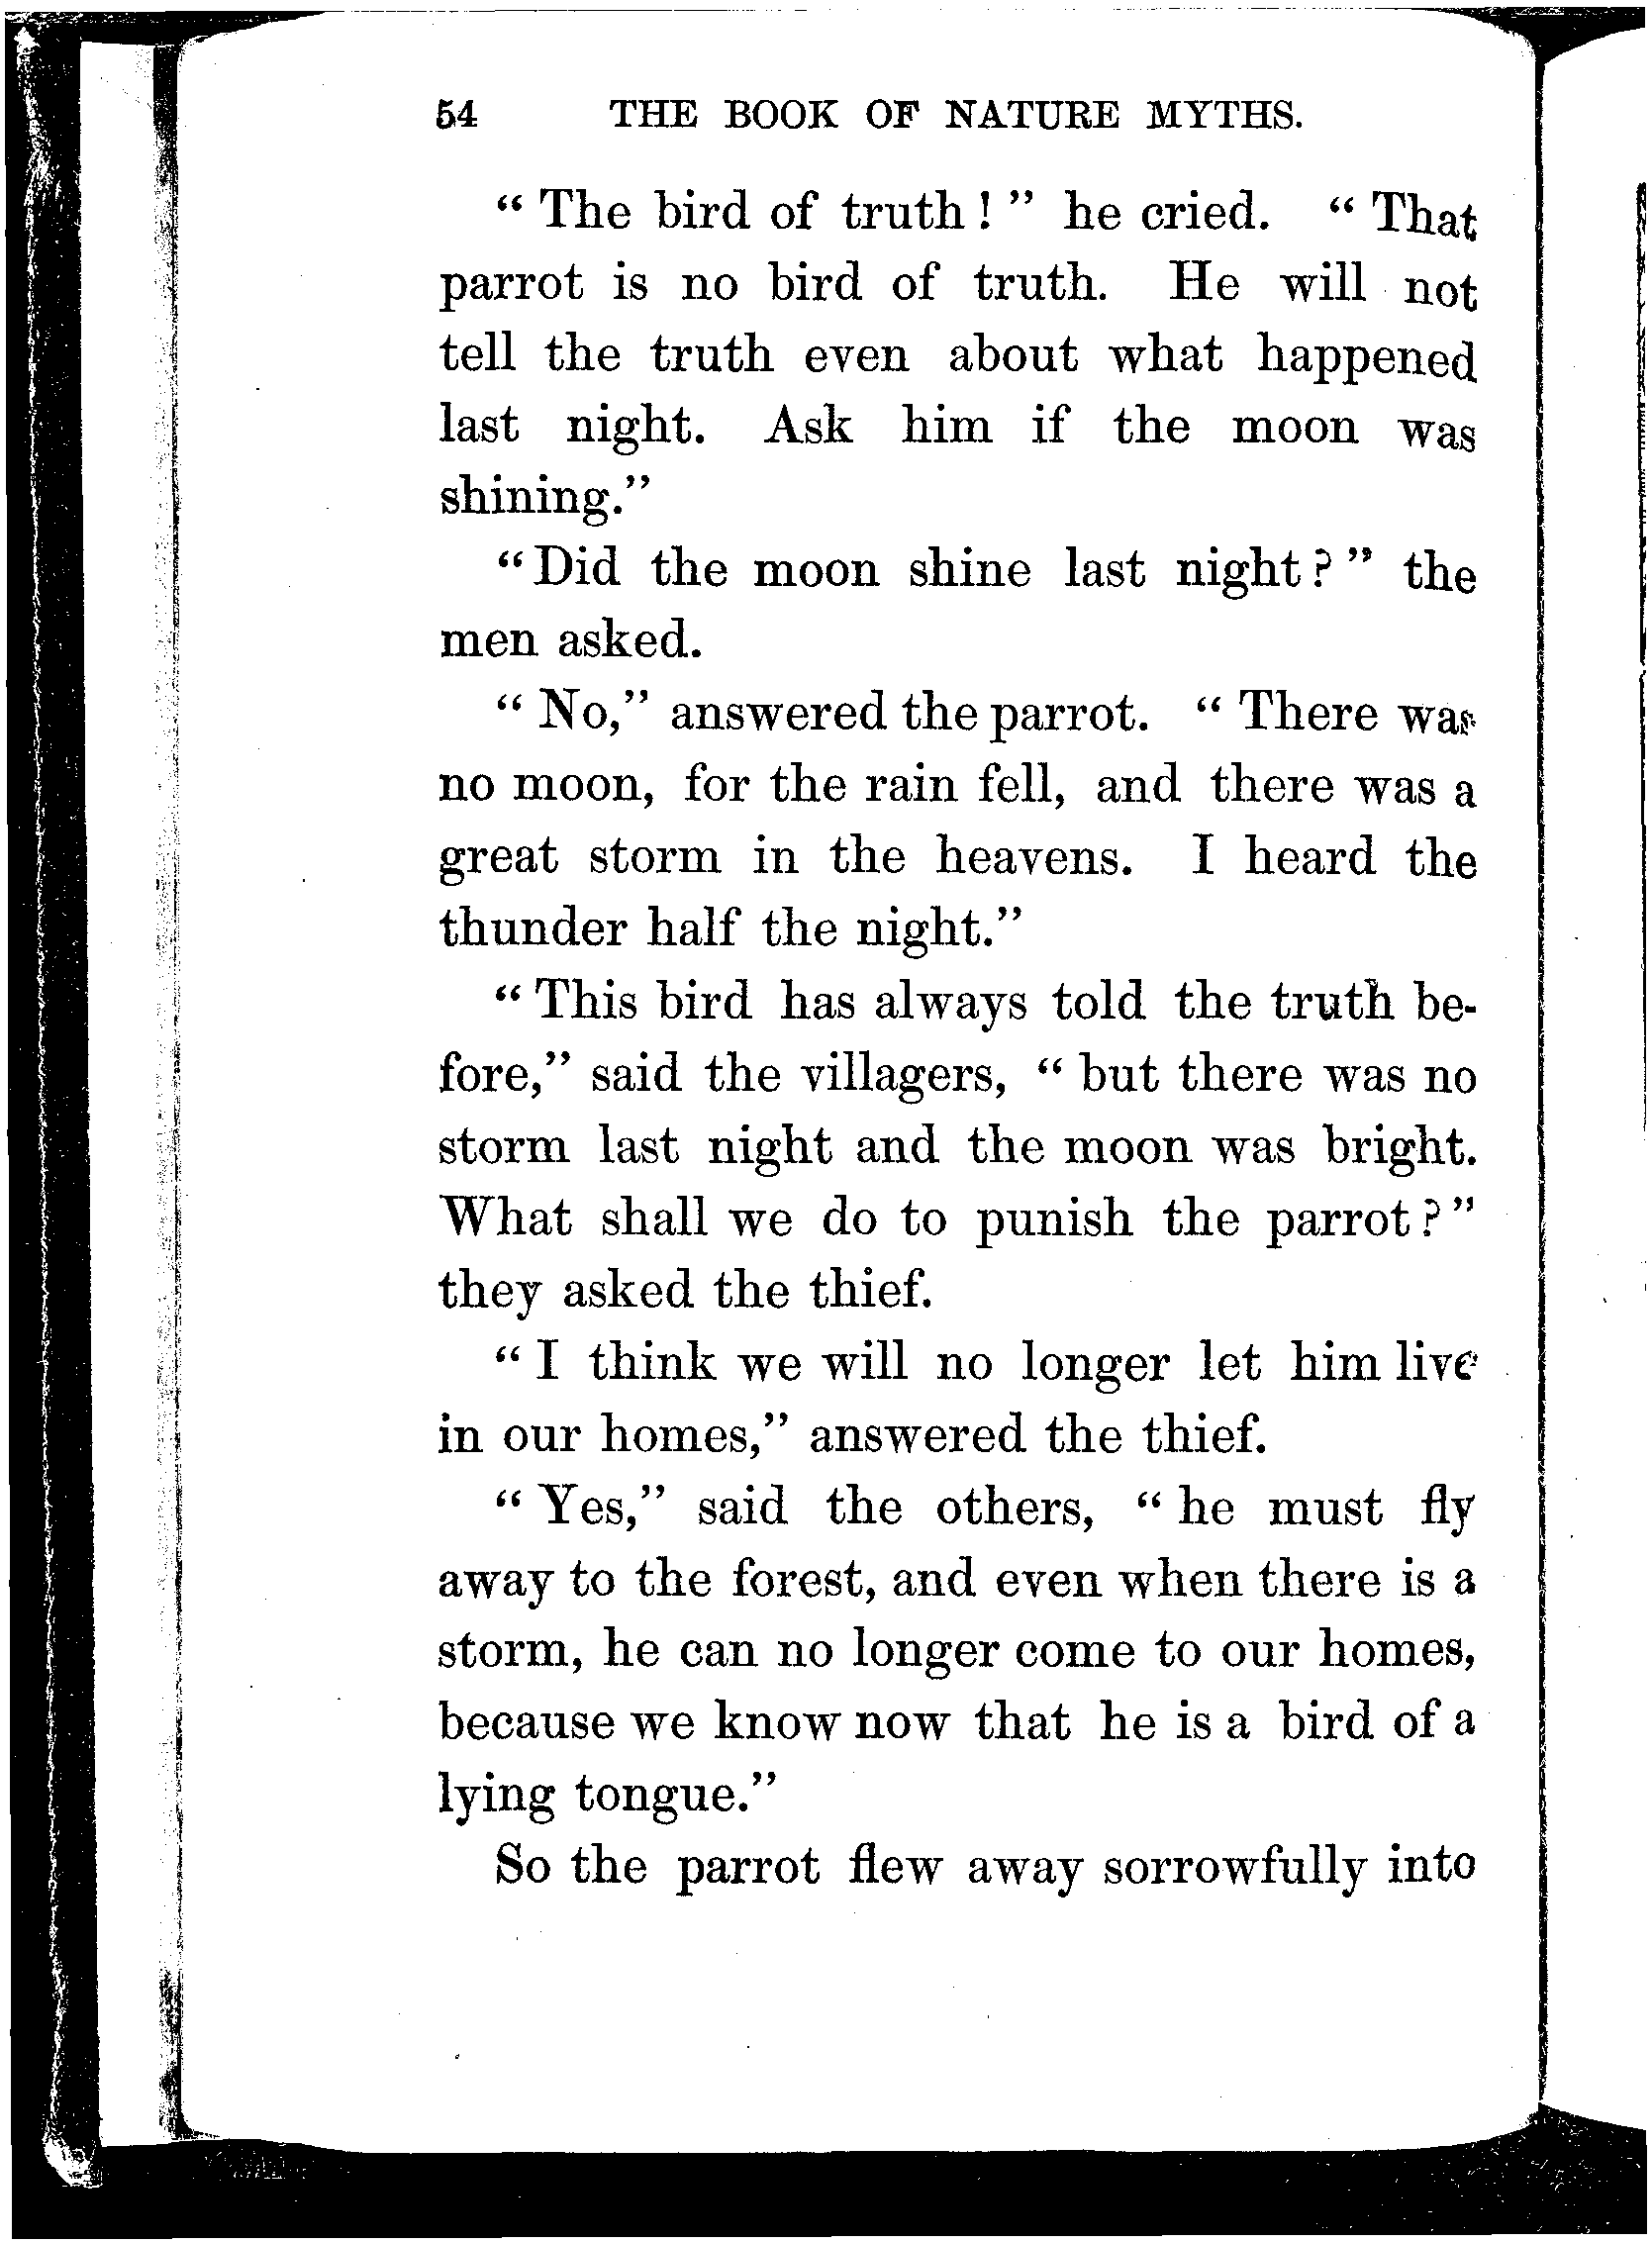 54 THE BOOK OF NATURE MYTHS.
“ The bird of truth ! ” he cried. “ That
parrot is no bird of truth. He will not
tell the truth even about what happened
last night. Ask him if the moon was
shining.”
“ Did the moon shine last night ? ” the
men asked.
“ No,” answered the parrot. “ There was
no moon, for the rain fell, and there was a
great storm in the heavens. I heard the
thunder half the night.”
“ This bird has always told the truth be-
fore,” said the villagers, “ but there was no
storm last night and the moon was bright.
What shall we do to punish the parrot ? ”
they asked the thief.
“ I think we will no longer let him live
in our homes,” answered the thief.
“ Yes,” said the others, “ he must fly
away to the forest, and even when there is a
storm, he can no longer come to our homes,
because we know now that he is a bird of a
lying tongue.”
So the parrot flew away sorrowfully into